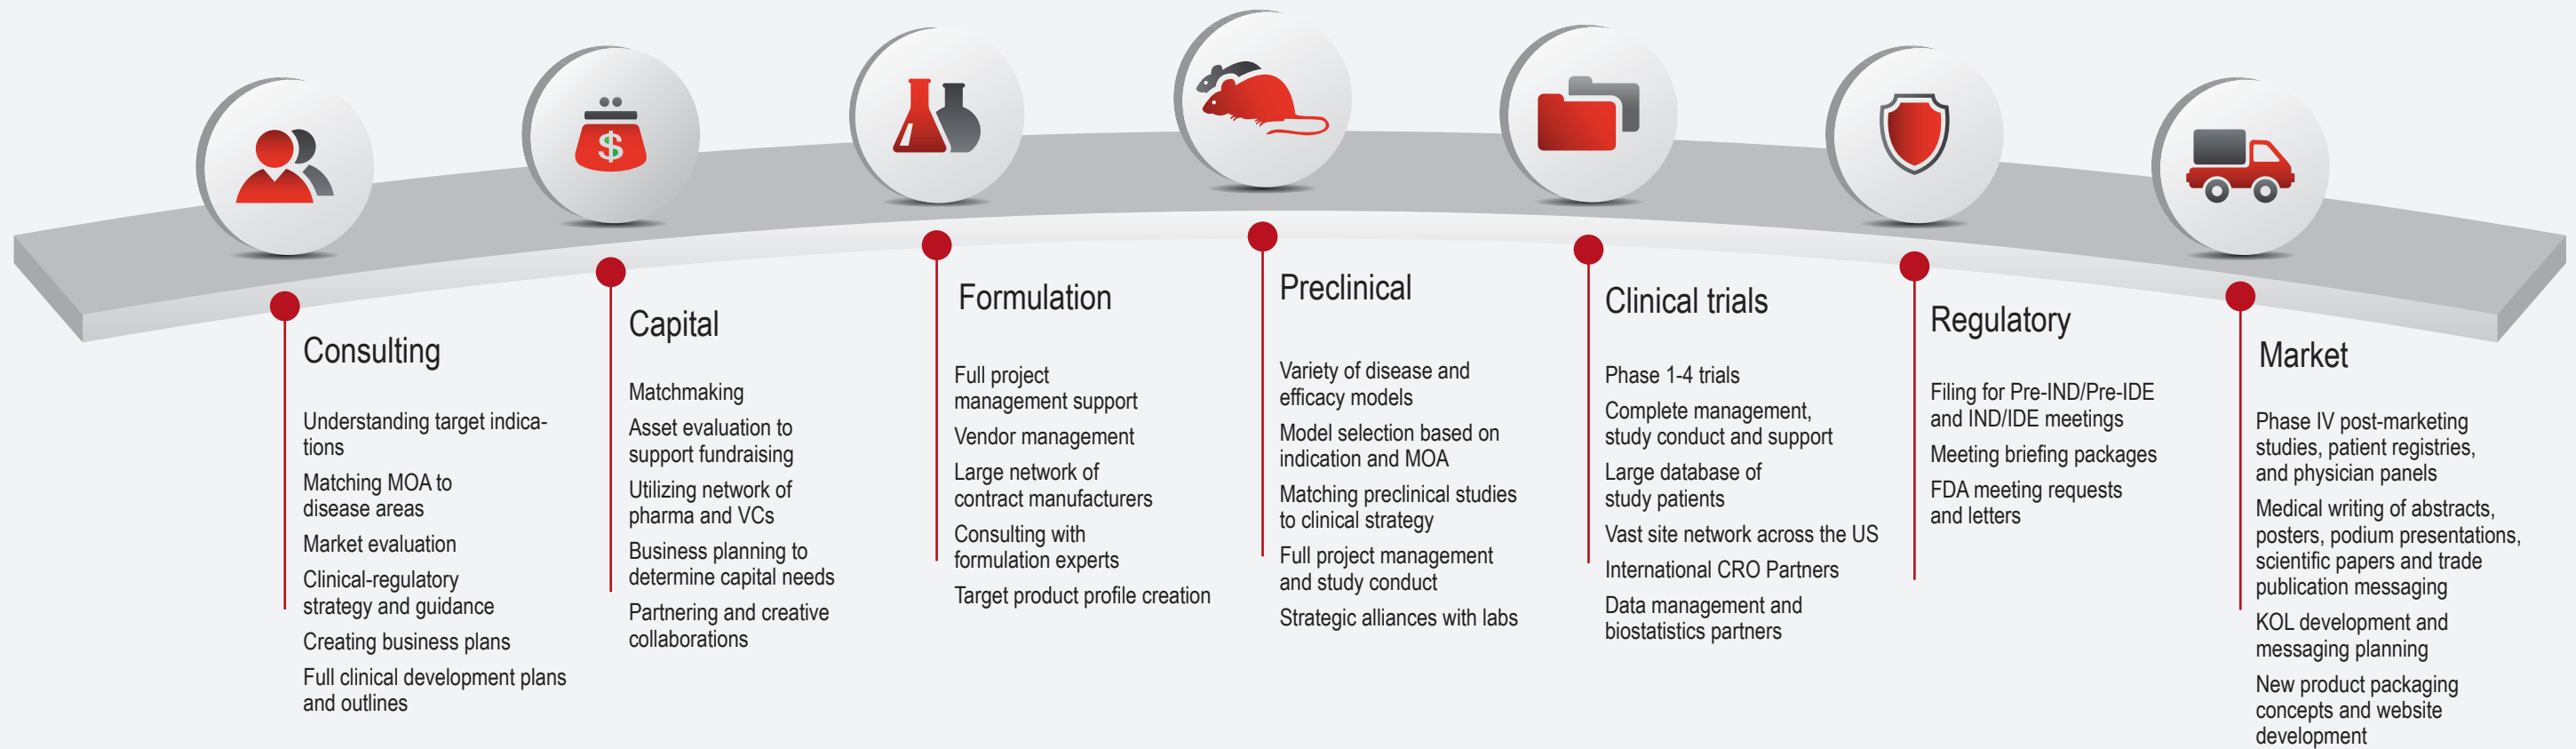 $
Consulting
Understanding target indica-
tions
Matching MOA to
disease areas
Market evaluation
Clinical-regulatory
strategy and guidance
Creating business plans
Full clinical development plans
and outlines
Capital
Matchmaking
Asset evaluation to
support fundraising
Utilizing network of
pharma and VCs
Business planning to
determine capital needs
Partnering and creative
collaborations
Formulation
Full project
management support
Vendor management
Large network of
contract manufacturers
Consulting with
formulation experts
Target product profile creation
Preclinical
Variety of disease and
efficacy models
Model selection based on
indication and MOA
Matching preclinical studies
to clinical strategy
Full project management
and study conduct
Strategic alliances with labs
Clinical trials
Phase 1-4 trials
Complete management,
study conduct and support
Large database of
study patients
Vast site network across the US
International CRO Partners
Data management and
biostatistics partners
Regulatory
Filing for Pre-IND/Pre-IDE
and IND/IDE meetings
Meeting briefing packages
FDA meeting requests
and letters
Market
Phase IV post-marketing
studies, patient registries,
and physician panels
Medical writing of abstracts,
posters, podium presentations,
scientific papers and trade
publication messaging
KOL development and
messaging planning
New product packaging
concepts and website
development